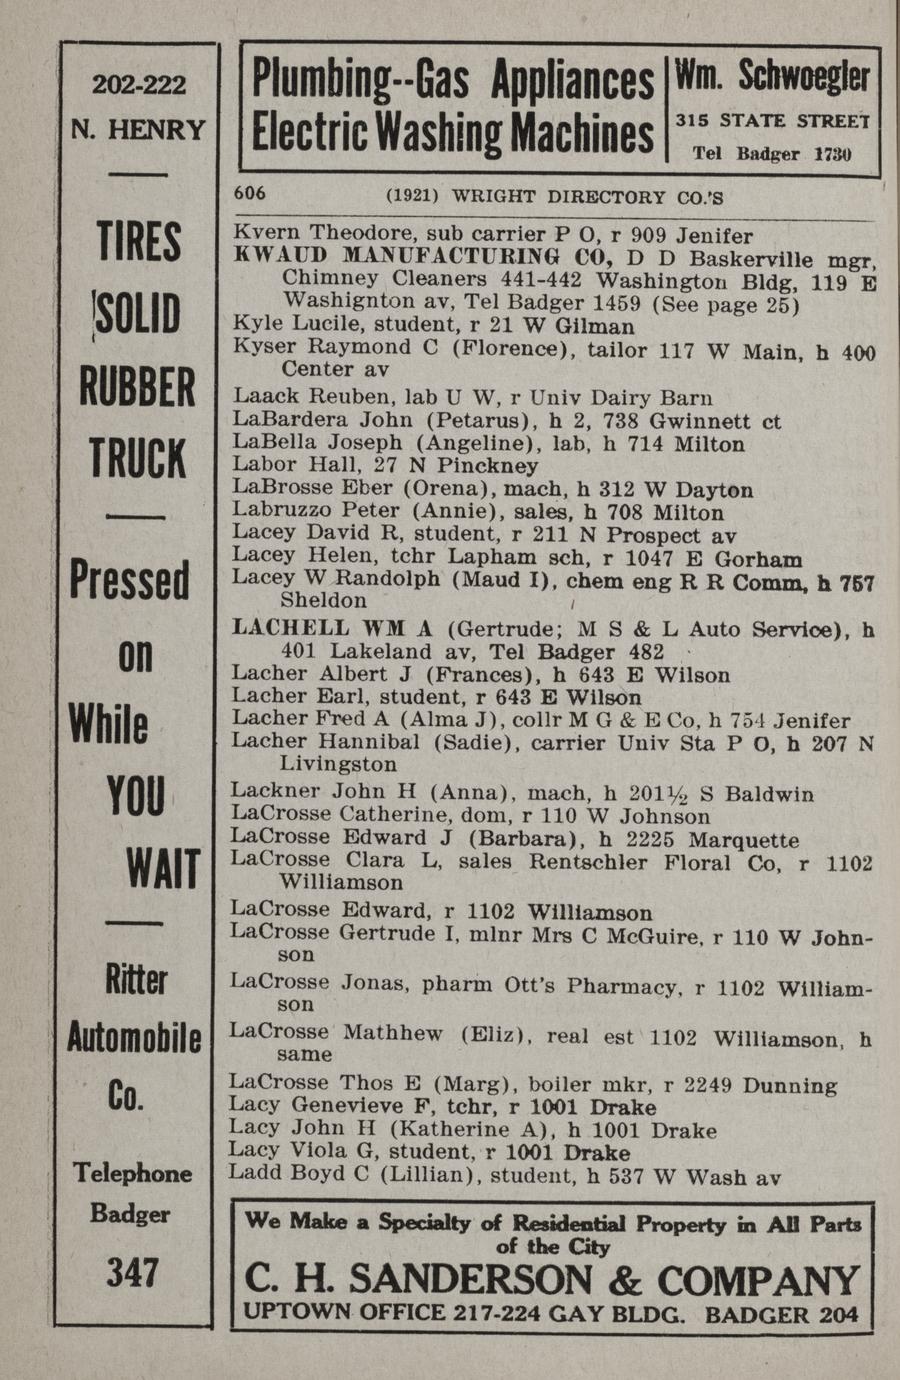 202-222
N. HENRY
TIRES
SOLID
RUBBER
TRUCK
Pressed
on
While
YOU
WAIT
Ritter
Automobile
Co.
Telephone
Badger
347
Plumbing--Gas Appliances
Electric Washing Machines
Wm. Schwoegler
315 STATE STREET
Tel Badger 1730
606 (1921) WRIGHT DIRECTORY CO.'S
Kvern Theodore, sub carrier P O, r 909 Jenifer
KWAUD MANUFACTURING CO, D D Baskerville mgr,
Chimney Cleaners 441-442 Washington Bldg, 119 E
Washignton av, Tel Badger 1459 (See page 25)
Kyle Lucile, student, r 21 W Gilman
Kyser Raymond C (Florence), tailor 117 W Main, h 400
Center av
Laack Reuben, lab U W, r Univ Dairy Barn
LaBardera John (Petarus), h 2, 738 Gwinnett ct
LaBella Joseph (Angeline), lab, h 714 Milton
Labor Hall, 27 N Pinckney
LaBrosse Eber (Orena), mach, h 312 W Dayton
Labruzzo Peter (Annie), sales, h 708 Milton
Lacey David R, student, r 211 N Prospect av
Lacey Helen, tchr Lapham sch, r 1047 E Gorham
Lacey W Randolph (Maud I), chem eng R R Comm, h 757
Sheldon
LACHELL WM A (Gertrude; M S & L Auto Service), h
401 Lakeland av, Tel Badger 482
Lacher Albert J (Frances), h 643 E Wilson
Lacher Earl, student, r 643 E Wilson
Lacher Fred A (Alma J), collr M G & E Co, h 754 Jenifer
Lacher Hannibal (Sadie), carrier Univ Sta P O, h 207 N
Livingston
Lackner John H (Anna), mach, h 201½ S Baldwin
LaCrosse Catherine, dom, r 110 W Johnson
LaCrosse Edward J (Barbara), h 2225 Marquette
LaCrosse Clara L, sales Rentschler Floral Co, r 1102
Williamson
LaCrosse Edward, r 1102 Williamson
LaCrosse Gertrude I, mlnr Mrs C McGuire, r 110 W John-
son
LaCrosse Jonas, pharm Ott's Pharmacy, r 1102 William-
son
LaCrosse Mathhew (Eliz), real est 1102 Williamson, h
same
LaCrosse Thos E (Marg), boiler mkr, r 2249 Dunning
Lacy Genevieve F, tchr, r 1001 Drake
Lacy John H (Katherine A), h 1001 Drake
Lacy Viola G, student, r 1001 Drake
Ladd Boyd C (Lillian), student, h 537 W Wash av
We Make a Specialty of Residential Property in All Parts
of the City
C. H. SANDERSON & COMPANY
UPTOWN OFFICE 217-224 GAY BLDG. BADGER 204